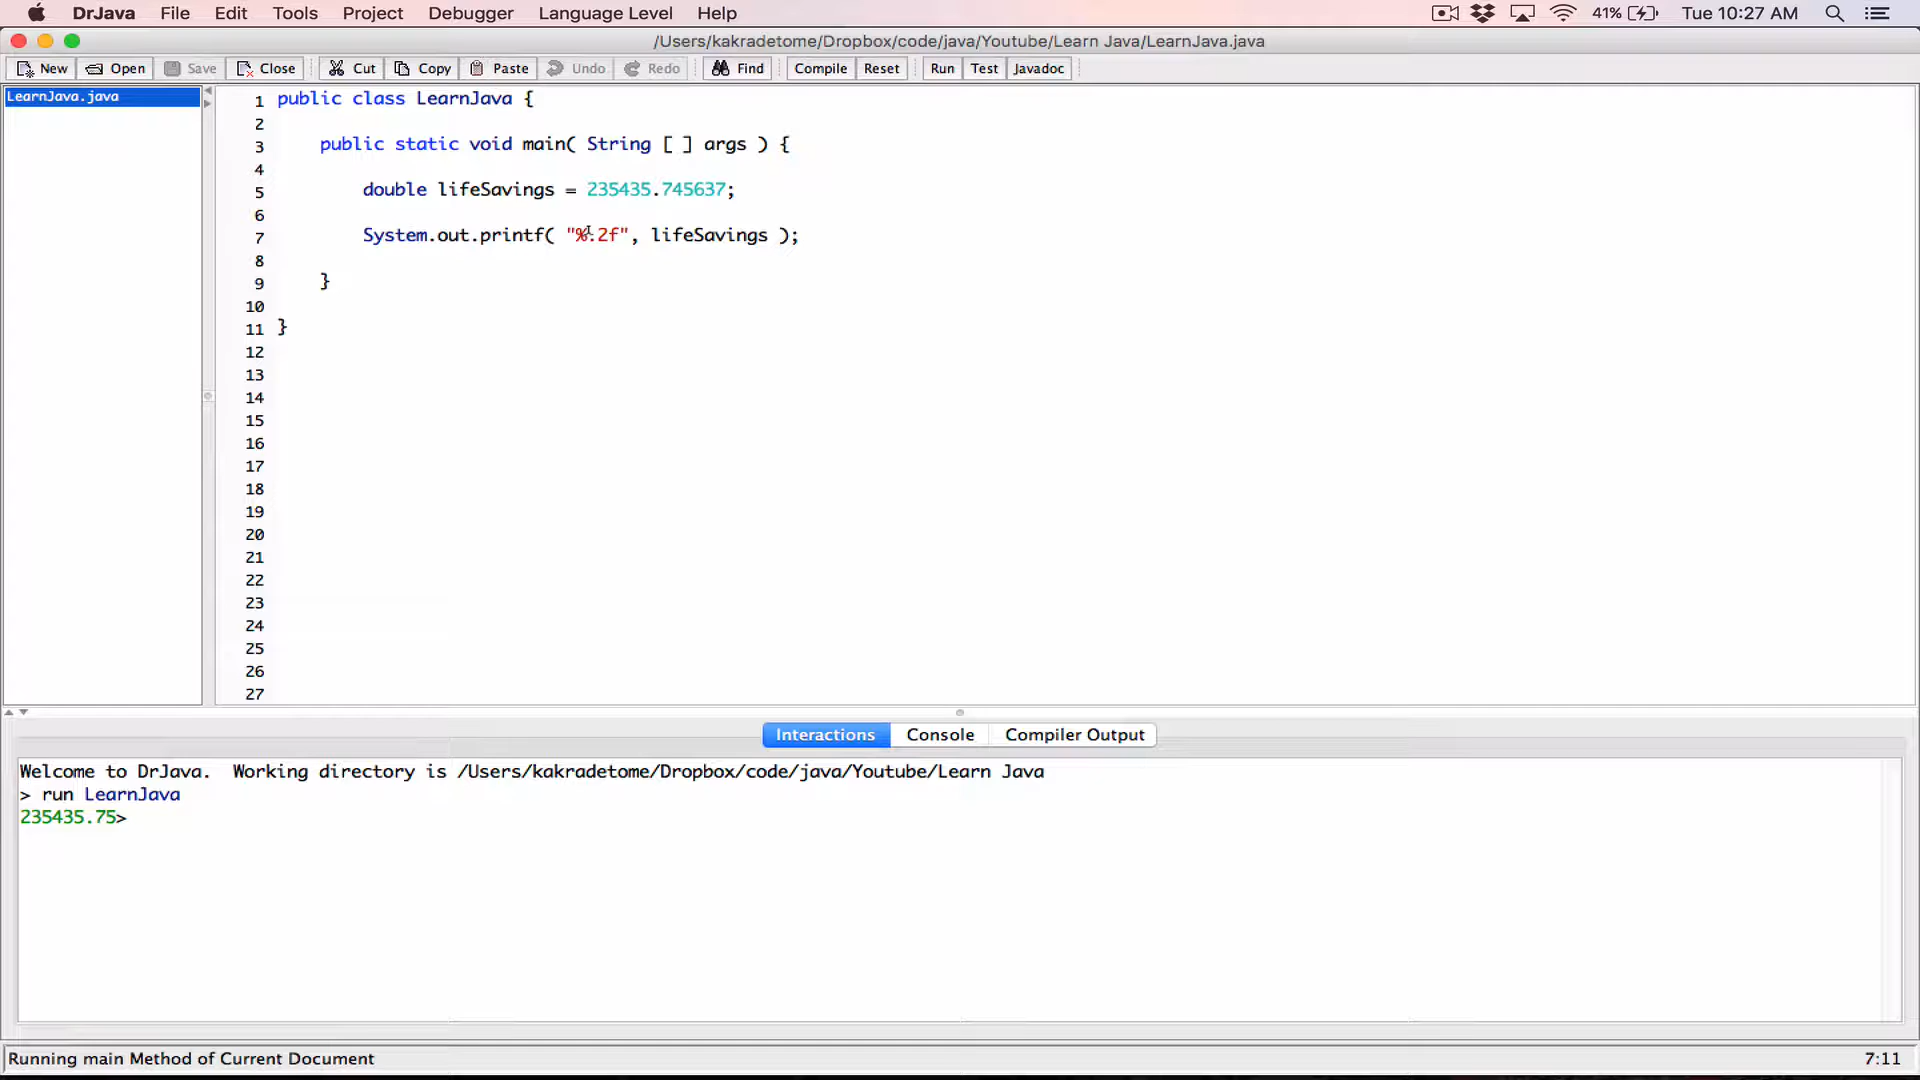 DrJava File Edit Tools Project Debugger Language Level Help 41% Tue 10:27 AM
/Users/kakradetome/Dropbox/code/java/Youtube/Learn Java/LearnJava.java
New Open Save Close Cut Copy Paste Undo Redo Find Compile Reset Run Test Javadoc
LearnJava.java
1 public class LearnJava {
2
3 public static void main( String [ ] args ) {
4
5 double lifeSavings = 235435.745637;
6
7 System.out.printf( "%.2f", lifeSavings );
8
9 }
10
11 }
12
13
14
15
16
17
18
19
20
21
22
23
24
25
26
27
Interactions Console Compiler Output
Welcome to DrJava.  Working directory is /Users/kakradetome/Dropbox/code/java/Youtube/Learn Java
> run LearnJava
235435.75>
Running main Method of Current Document 7:11